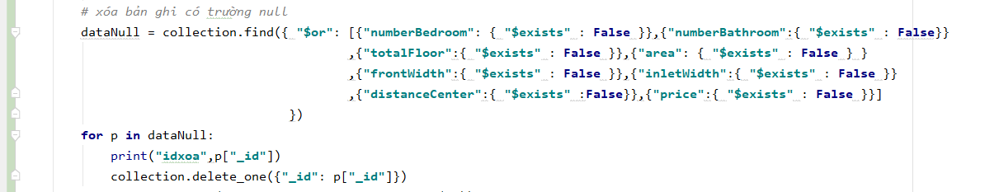 # xóa bản ghi có trường null
dataNull = collection.find({ "$or": [{"numberBedroom": { "$exists" : False }},{"numberBathroom":{ "$exists" : False}}
,{"totalFloor":{ "$exists" : False }},{"area": { "$exists" : False } }
,{"frontWidth":{ "$exists" : False }},{"inletWidth":{ "$exists" : False }}
,{"distanceCenter":{ "$exists" :False}},{"price":{ "$exists" : False }}]
})
for p in dataNull:
print("idxoa",p["_id"])
collection.delete_one({"_id": p["_id"]})